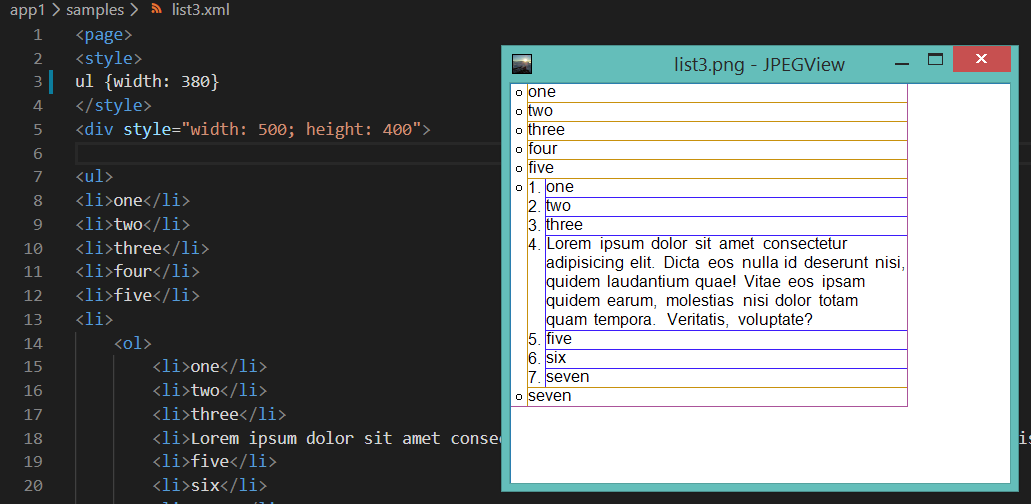 app1 > samples > list3.xml
1 <page>
2 <style>
3 ul {width: 380}
4 </style>
5 <div style="width: 500; height: 400">
6
7 <ul>
8 <li>one</li>
9 <li>two</li>
10 <li>three</li>
11 <li>four</li>
12 <li>five</li>
13 <li>
14 <ol>
15 <li>one</li>
16 <li>two</li>
17 <li>three</li>
18 <li>Lorem ipsum dolor sit amet consec
19 <li>five</li>
20 <li>six</li>
list3.png - JPEGView
one
two
three
four
five
1. one
2. two
3. three
4. Lorem ipsum dolor sit amet consectetur
adipisicing elit. Dicta eos nulla id deserunt nisi,
quidem laudantium quae! Vitae eos ipsam
quidem earum, molestias nisi dolor totam
quam tempora. Veritatis, voluptate?
5. five
6. six
7. seven
seven